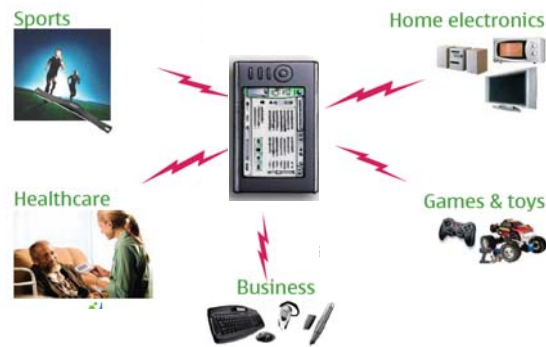 Sports
Home electronics
Healthcare
Games & toys
Business